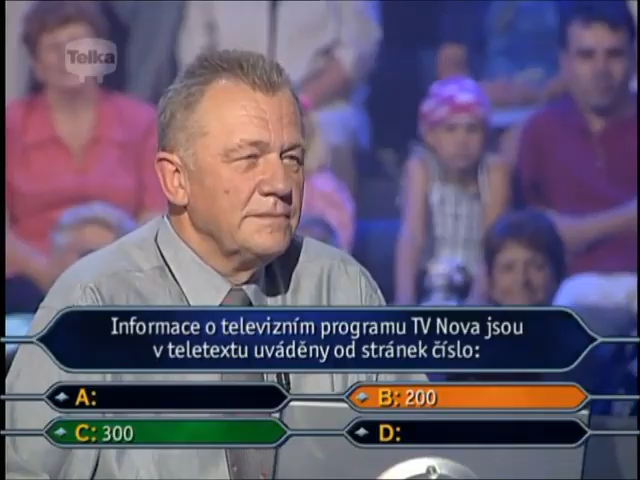 Telka
Informace o televizním programu TV Nova jsou
v teletextu uváděny od stránek číslo:
A:
B: 200
C: 300
D: